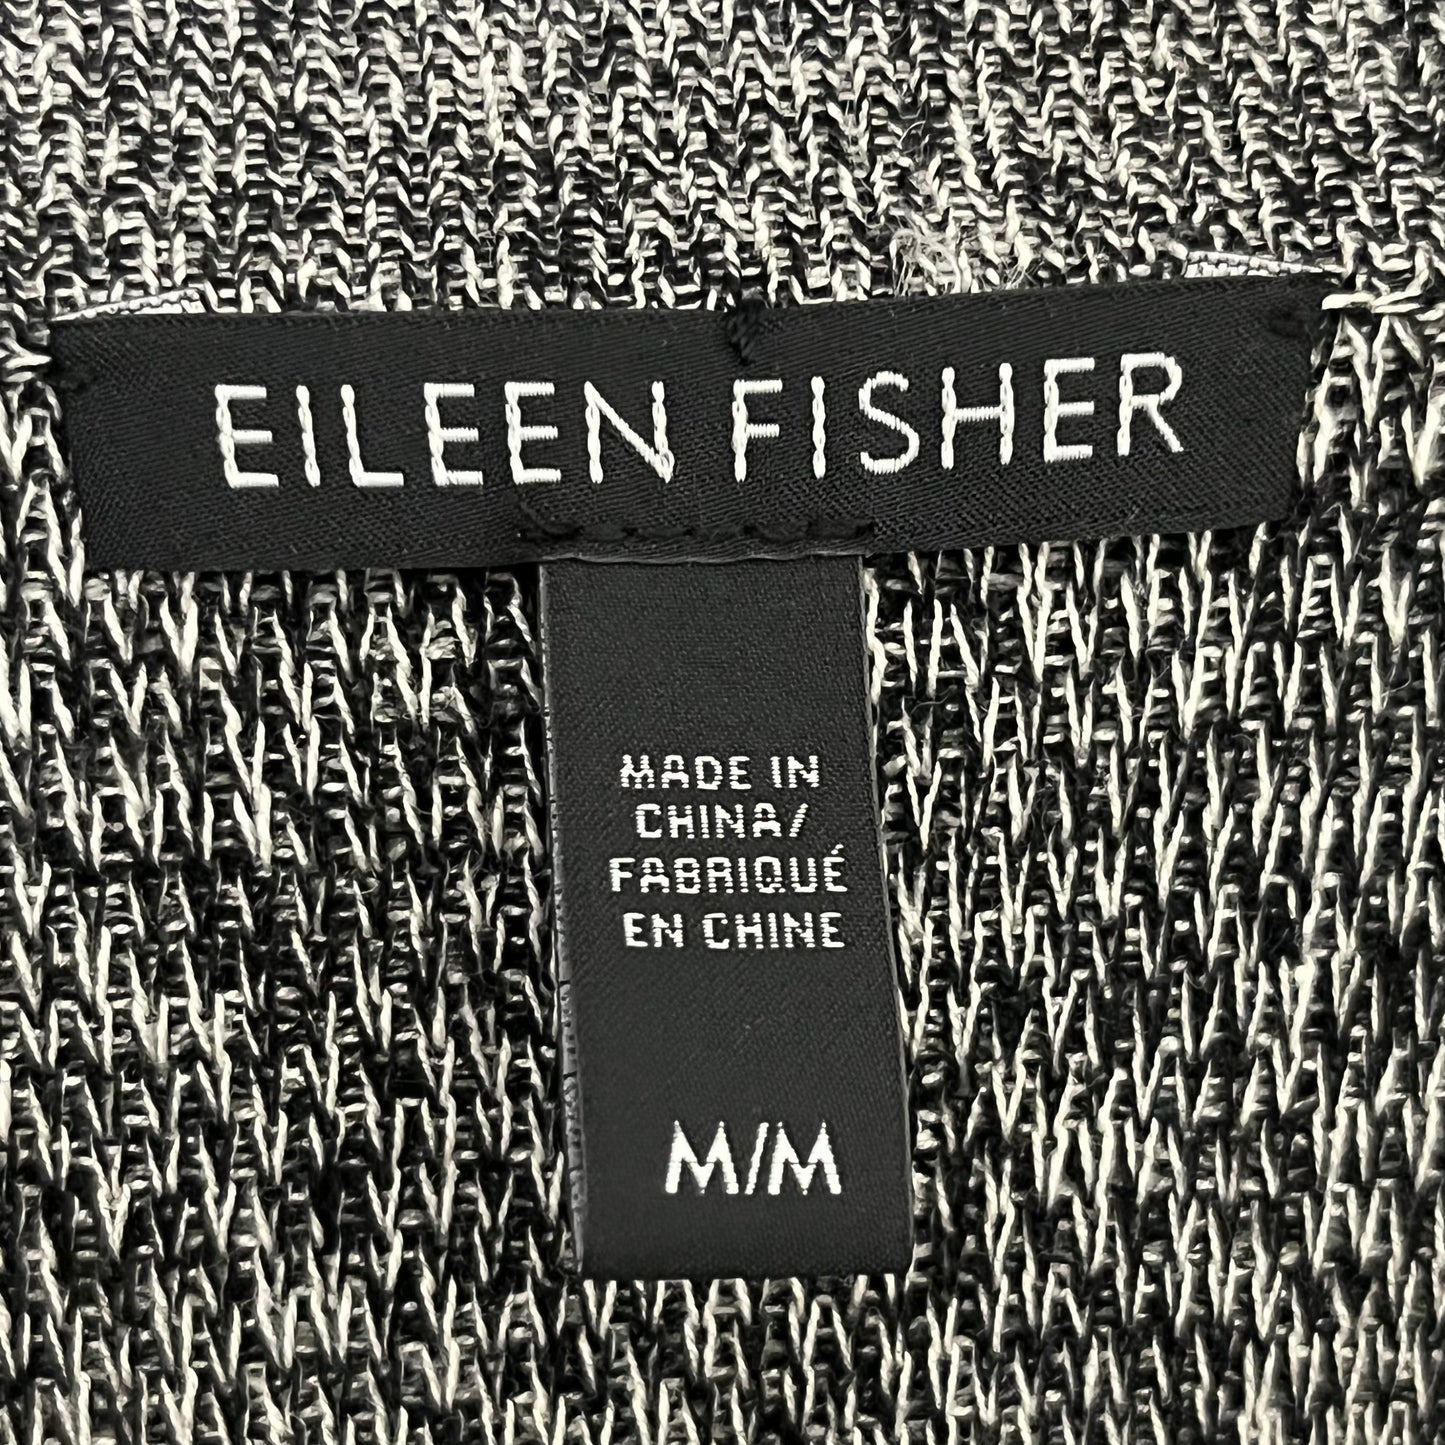 EILEEN FISHER
MADE IN
CHINA/
FABRIQUÉ
EN CHINE
M/M